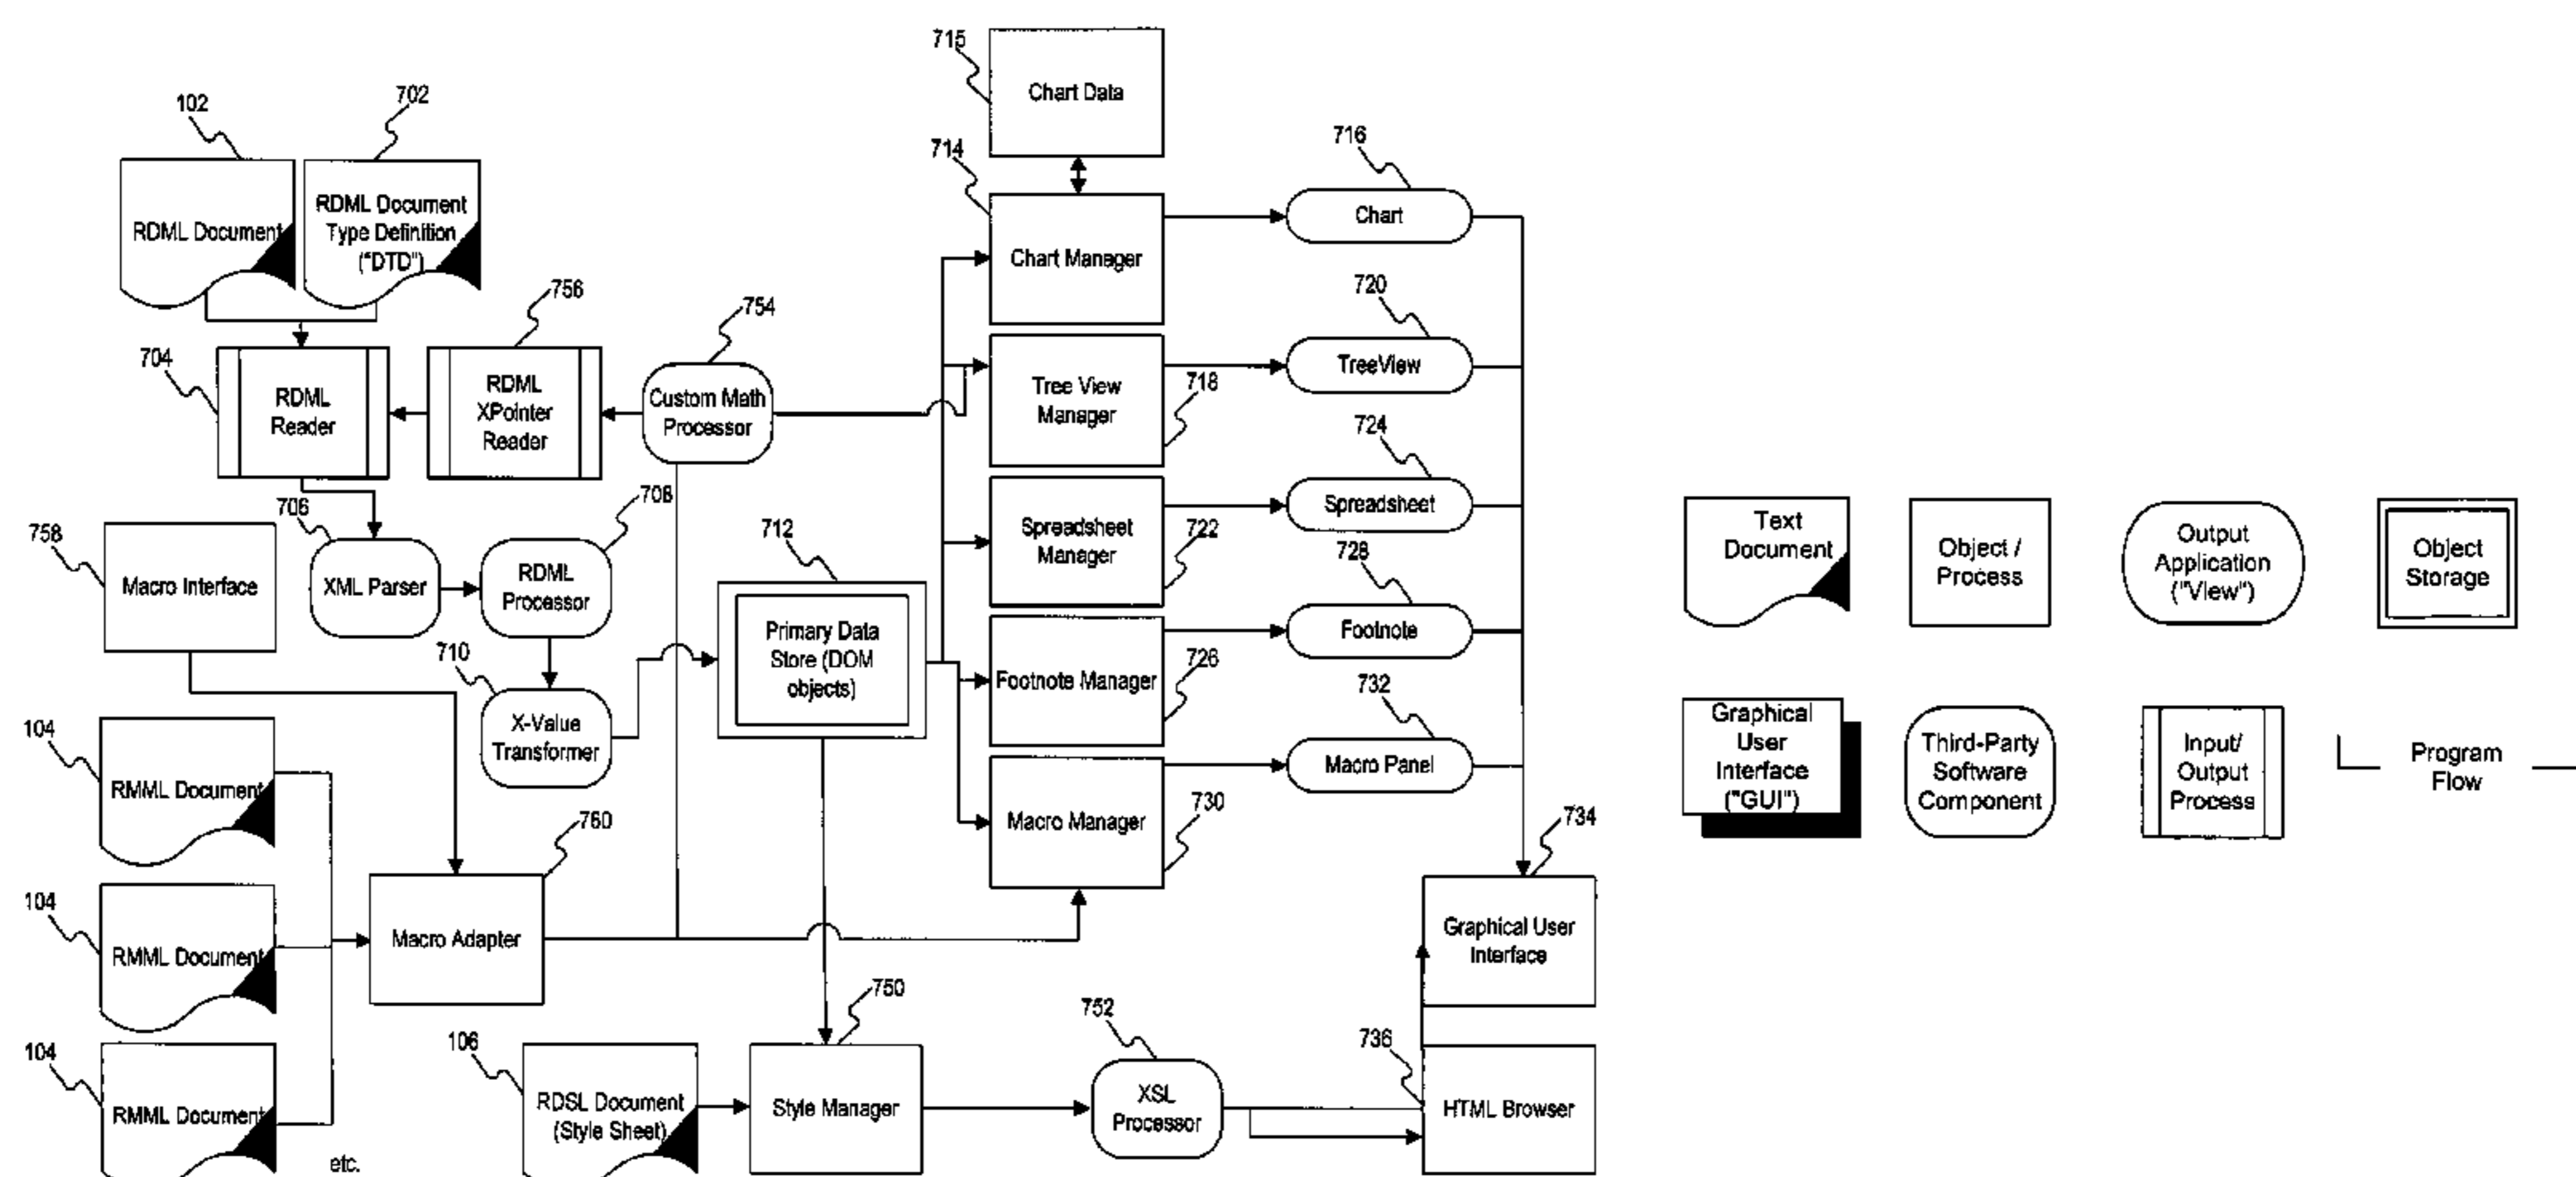 715
Chart Data
102
702
714
716
RDML Document
RDML Document
Type Definition
("DTD")
Chart
Chart Manager
756
754
720
704
RDML
Reader
RDML
XPointer
Reader
Custom Math
Processor
Tree View
Manager
718
TreeView
706
708
724
758
Macro Interface
XML Parser
RDML
Processor
712
Spreadsheet
Manager
722
Spreadsheet
728
Primary Data
Store (DOM
objects)
Footnote
710
X-Value
Transformer
Footnote Manager
726
732
104
RMML Document
Macro Panel
760
Macro Manager
730
734
104
RMML Document
Macro Adapter
Graphical User
Interface
750
752
104
RMML Document
106
RDSL Document
(Style Sheet)
Style Manager
XSL
Processor
736
HTML Browser
etc.
Text
Document
Object /
Process
Output
Application
("View")
Object
Storage
Graphical
User
Interface
("GUI")
Third-Party
Software
Component
Input/
Output
Process
Program
Flow